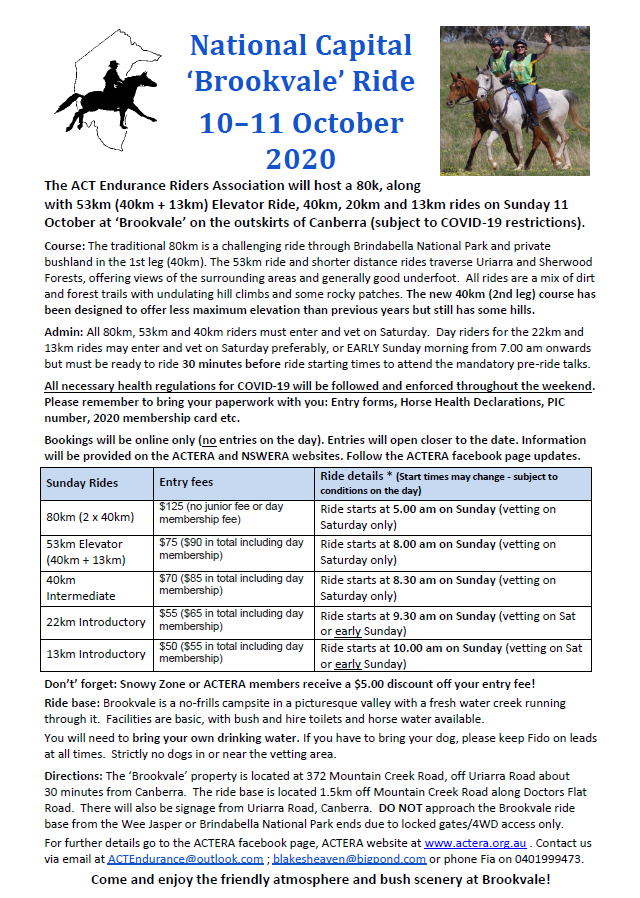 National Capital
‘Brookvale’ Ride
10–11 October
2020
The ACT Endurance Riders Association will host a 80k, along
with 53km (40km + 13km) Elevator Ride, 40km, 20km and 13km rides on Sunday 11
October at ‘Brookvale’ on the outskirts of Canberra (subject to COVID-19 restrictions).
Course: The traditional 80km is a challenging ride through Brindabella National Park and private
bushland in the 1st leg (40km). The 53km ride and shorter distance rides traverse Uriarra and Sherwood
Forests, offering views of the surrounding areas and generally good underfoot. All rides are a mix of dirt
and forest trails with undulating hill climbs and some rocky patches. The new 40km (2nd leg) course has
been designed to offer less maximum elevation than previous years but still has some hills.
Admin: All 80km, 53km and 40km riders must enter and vet on Saturday. Day riders for the 22km and
13km rides may enter and vet on Saturday preferably, or EARLY Sunday morning from 7.00 am onwards
but must be ready to ride 30 minutes before ride starting times to attend the mandatory pre-ride talks.
All necessary health regulations for COVID-19 will be followed and enforced throughout the weekend.
Please remember to bring your paperwork with you: Entry forms, Horse Health Declarations, PIC
number, 2020 membership card etc.
Bookings will be online only (no entries on the day). Entries will open closer to the date. Information
will be provided on the ACTERA and NSWERA websites. Follow the ACTERA facebook page updates.
Sunday Rides
Entry fees
Ride details * (Start times may change - subject to
conditions on the day)
80km (2 x 40km)
$125 (no junior fee or day
membership fee)
Ride starts at 5.00 am on Sunday (vetting on
Saturday only)
53km Elevator
(40km + 13km)
$75 ($90 in total including day
membership)
Ride starts at 8.00 am on Sunday (vetting on
Saturday only)
40km
Intermediate
$70 ($85 in total including day
membership)
Ride starts at 8.30 am on Sunday (vetting on
Saturday only)
22km Introductory
$55 ($65 in total including day
membership)
Ride starts at 9.30 am on Sunday (vetting on Sat
or early Sunday)
13km Introductory
$50 ($55 in total including day
membership)
Ride starts at 10.00 am on Sunday (vetting on Sat
or early Sunday)
Don’t’ forget: Snowy Zone or ACTERA members receive a $5.00 discount off your entry fee!
Ride base: Brookvale is a no-frills campsite in a picturesque valley with a fresh water creek running
through it. Facilities are basic, with bush and hire toilets and horse water available.
You will need to bring your own drinking water. If you have to bring your dog, please keep Fido on leads
at all times. Strictly no dogs in or near the vetting area.
Directions: The ‘Brookvale’ property is located at 372 Mountain Creek Road, off Uriarra Road about
30 minutes from Canberra. The ride base is located 1.5km off Mountain Creek Road along Doctors Flat
Road. There will also be signage from Uriarra Road, Canberra. DO NOT approach the Brookvale ride
base from the Wee Jasper or Brindabella National Park ends due to locked gates/4WD access only.
For further details go to the ACTERA facebook page, ACTERA website at www.actera.org.au . Contact us
via email at ACTEndurance@outlook.com ; blakesheaven@bigpond.com or phone Fia on 0401999473.
Come and enjoy the friendly atmosphere and bush scenery at Brookvale!